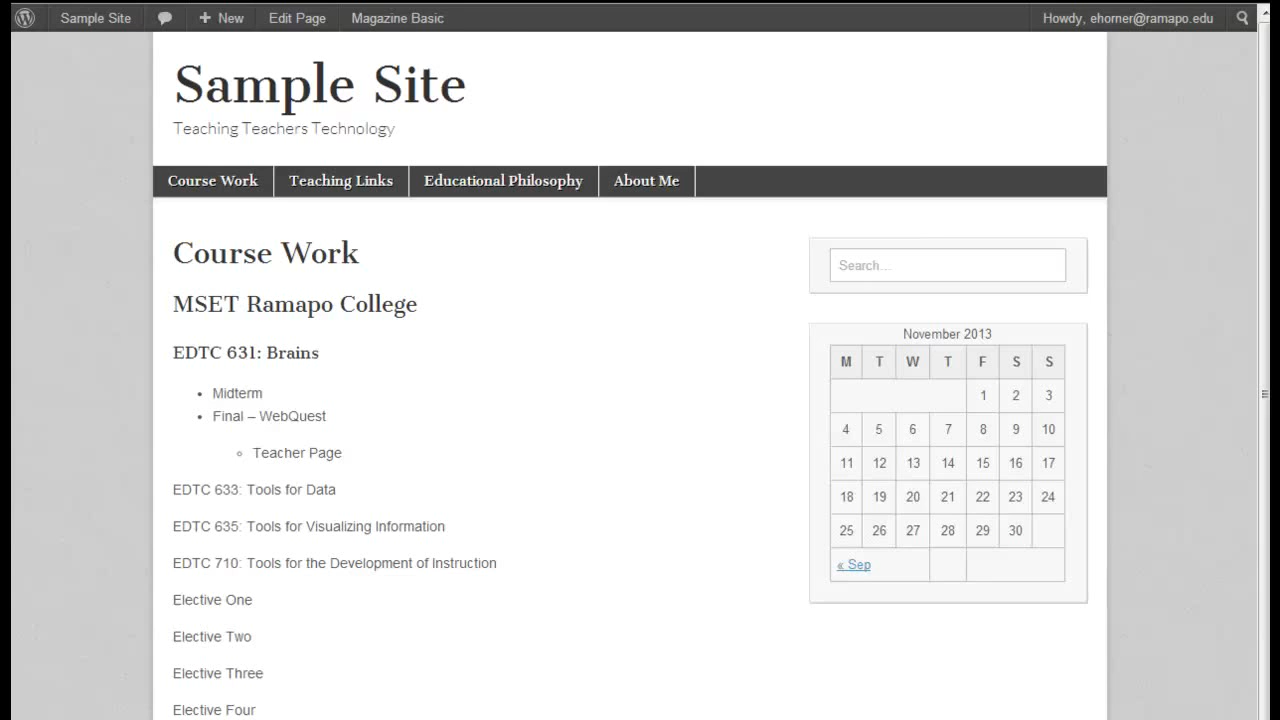 Sample Site New Edit Page Magazine Basic Howdy, ehorner@ramapo.edu
Sample Site
Teaching Teachers Technology
Course Work Teaching Links Educational Philosophy About Me
Course Work
MSET Ramapo College
EDTC 631: Brains
Midterm
Final – WebQuest
Teacher Page
EDTC 633: Tools for Data
EDTC 635: Tools for Visualizing Information
EDTC 710: Tools for the Development of Instruction
Elective One
Elective Two
Elective Three
Elective Four
Search…
November 2013
M T W T F S S
1 2 3
4 5 6 7 8 9 10
11 12 13 14 15 16 17
18 19 20 21 22 23 24
25 26 27 28 29 30
« Sep